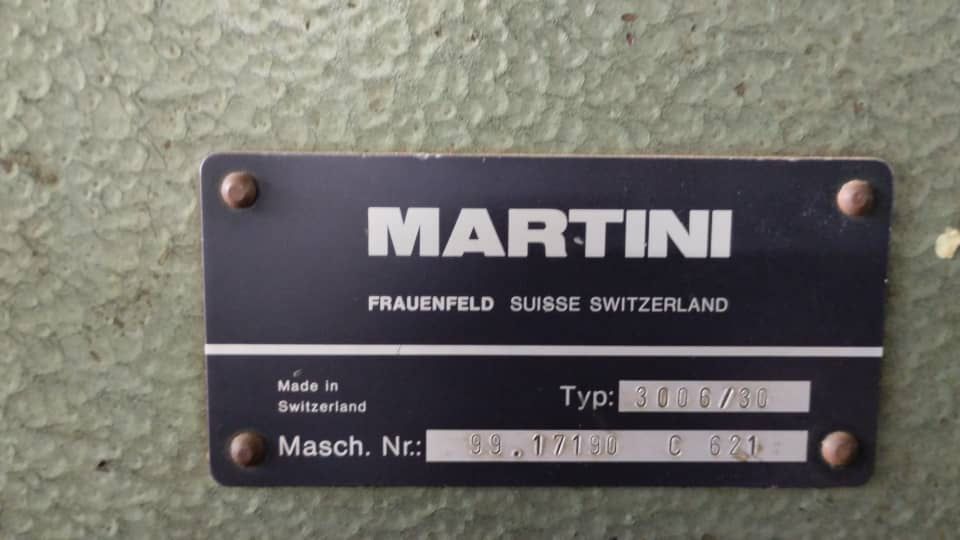 MARTINI
FRAUENFELD SUISSE SWITZERLAND
Made in
Switzerland
Typ: 3006/30
Masch. Nr.: 99.17190 C 621